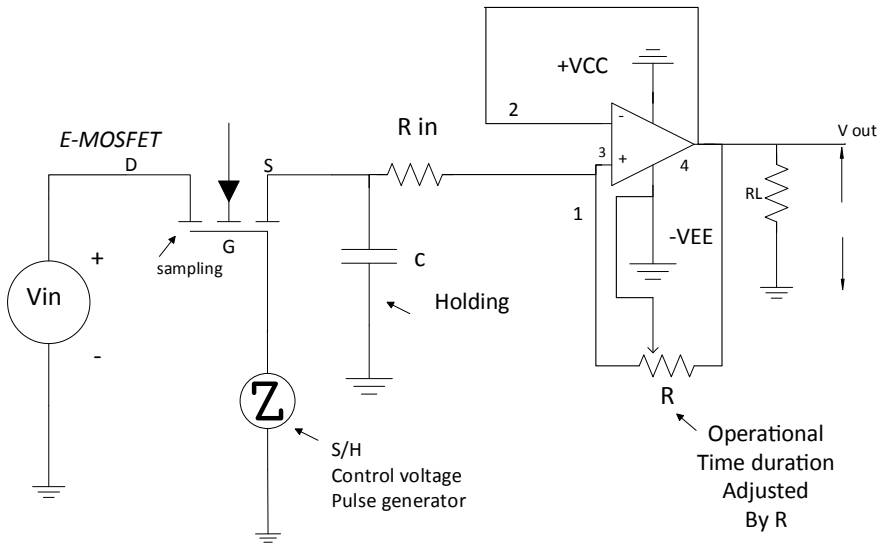 +VCC
2
-
R in
V out
E-MOSFET
D
S
3
+
4
RL
1
G
-VEE
sampling
+
C
Vin
Holding
-
Z
R
S/H
Control voltage
Pulse generator
Operational
Time duration
Adjusted
By R